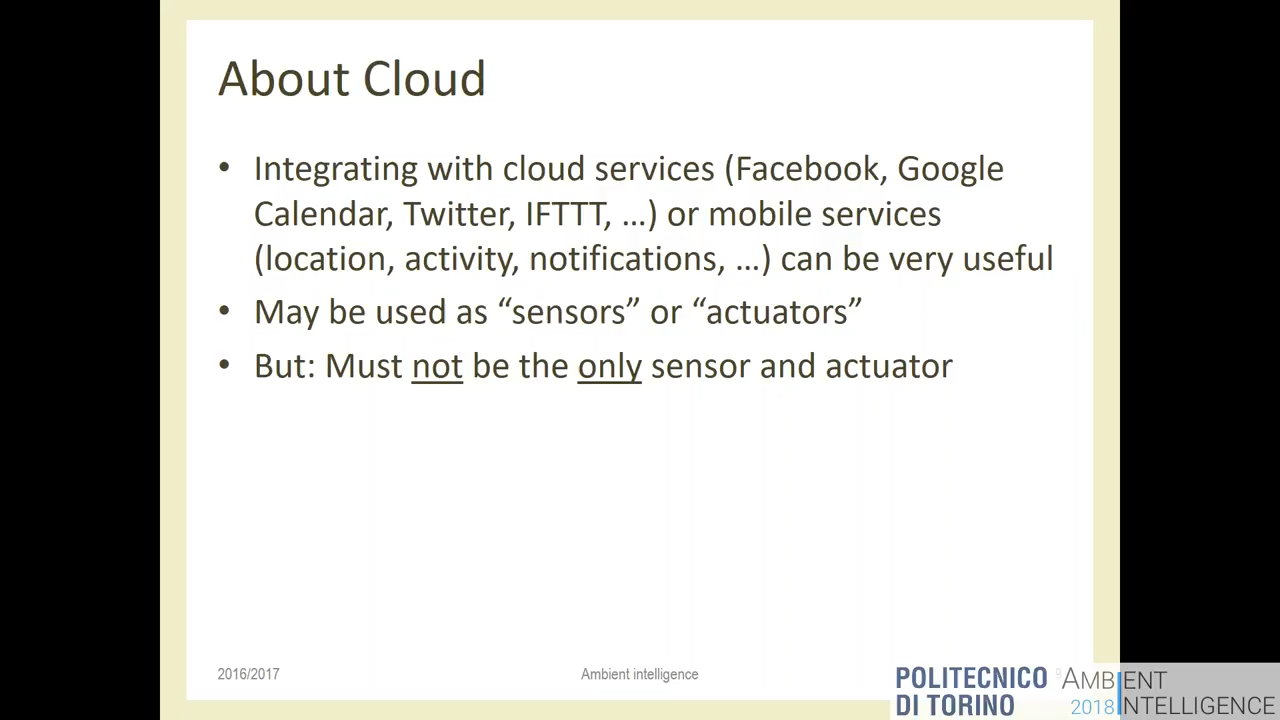 About Cloud
• Integrating with cloud services (Facebook, Google
Calendar, Twitter, IFTTT, …) or mobile services
(location, activity, notifications, …) can be very useful
• May be used as “sensors” or “actuators”
• But: Must not be the only sensor and actuator
2016/2017
Ambient intelligence
9
POLITECNICO
DI TORINO
AMBIENT
2018 INTELLIGENCE